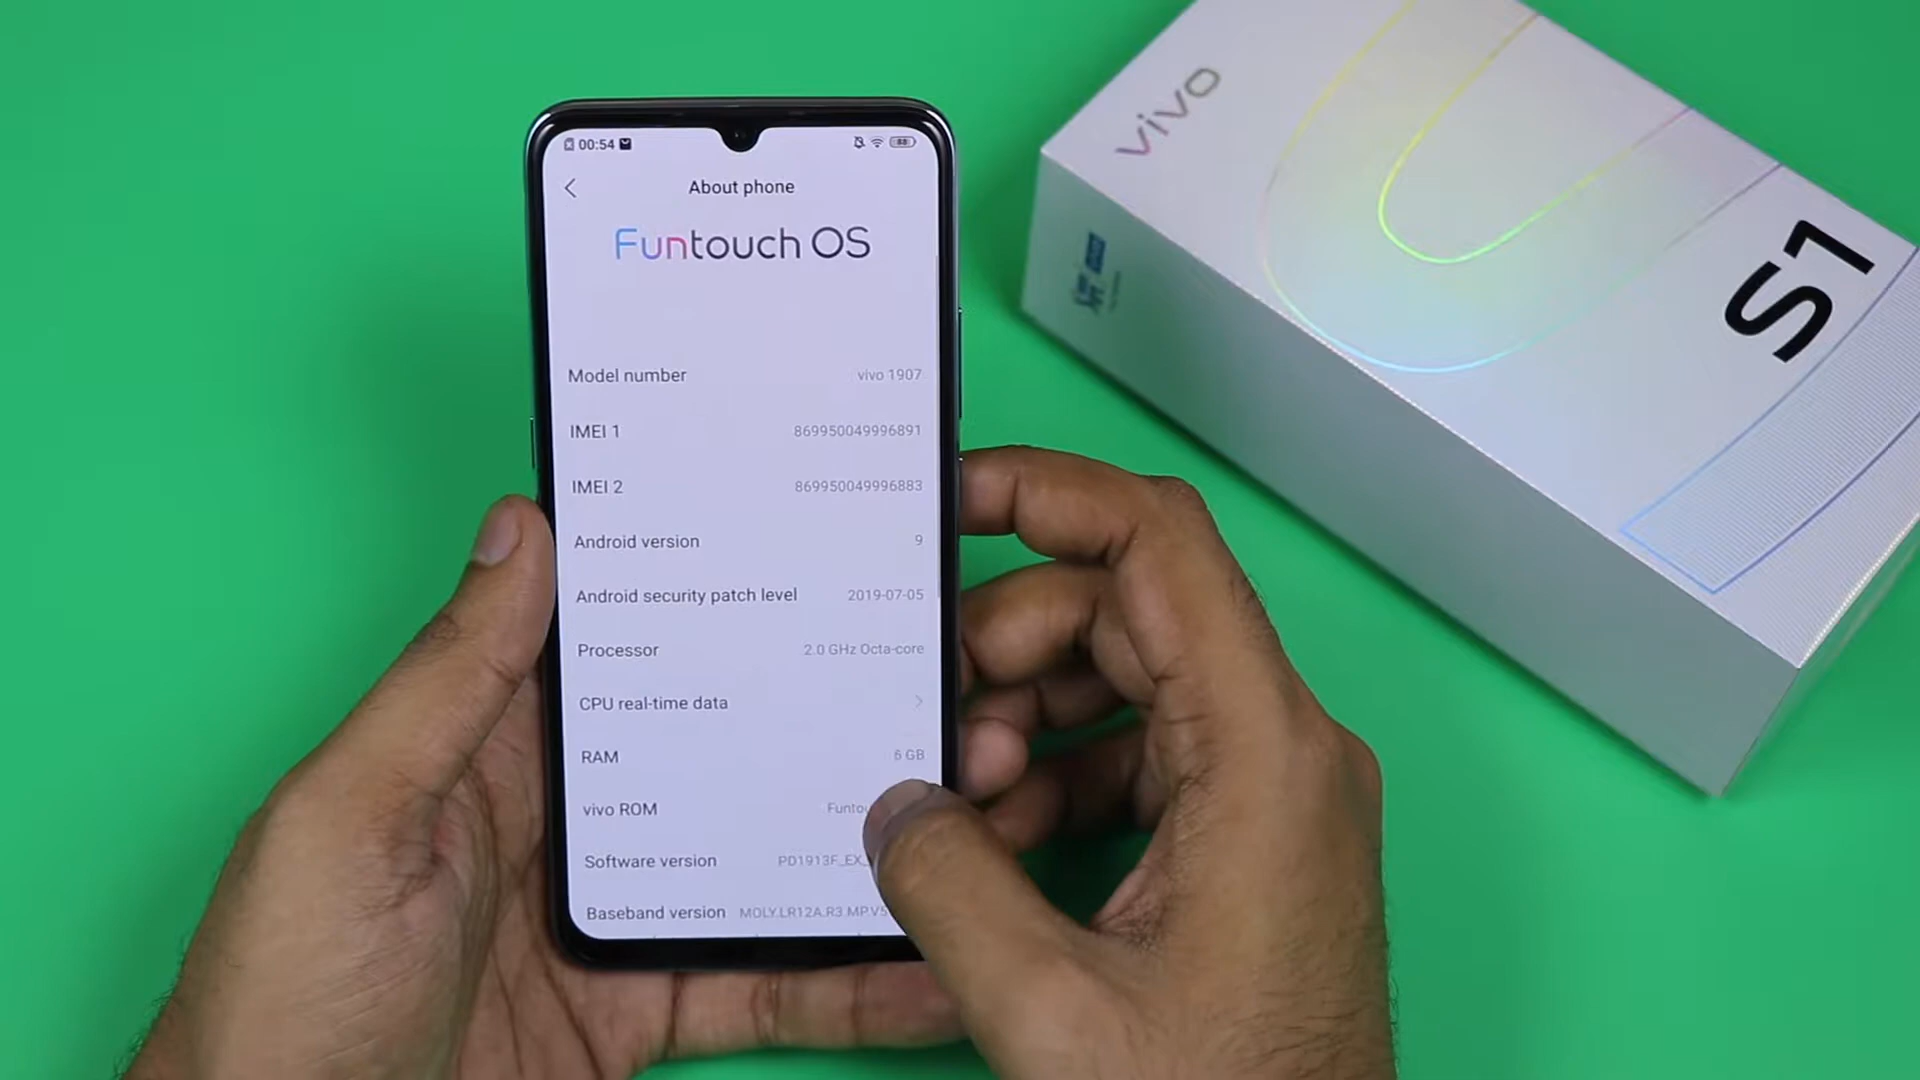 00:54
88
About phone
Funtouch OS
Model number vivo 1907
IMEI 1 869950049996891
IMEI 2 869950049996883
Android version 9
Android security patch level 2019-07-05
Processor 2.0 GHz Octa-core
CPU real-time data
RAM 6 GB
vivo ROM
Software version PD1913F_EX_
Baseband version MOLY.LR12A.R3.MP.V5
vivo
S1